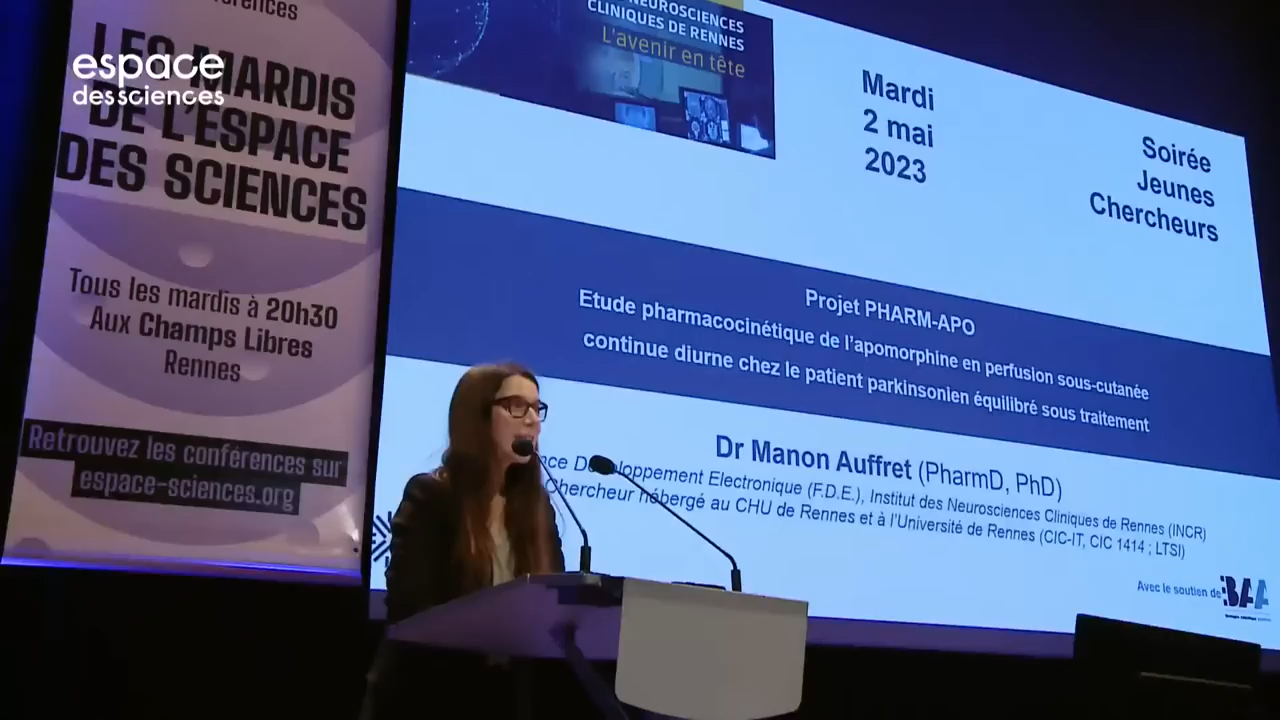 espace
des sciences
LES MARDIS
DE L'ESPACE
DES SCIENCES
Tous les mardis à 20h30
Aux Champs Libres
Rennes
Retrouvez les conférences sur
espace-sciences.org
NEUROSCIENCES
CLINIQUES DE RENNES
L'avenir en tête
Mardi
2 mai
2023
Soirée
Jeunes
Chercheurs
Projet PHARM-APO
Etude pharmacocinétique de l'apomorphine en perfusion sous-cutanée
continue diurne chez le patient parkinsonien équilibré sous traitement
Dr Manon Auffret (PharmD, PhD)
Electronique (F.D.E.), Institut des Neurosciences Cliniques de Rennes (INCR)
Chercheur hébergé au CHU de Rennes et à l'Université de Rennes (CIC-IT, CIC 1414 ; LTSI)
Avec le soutien de BAA